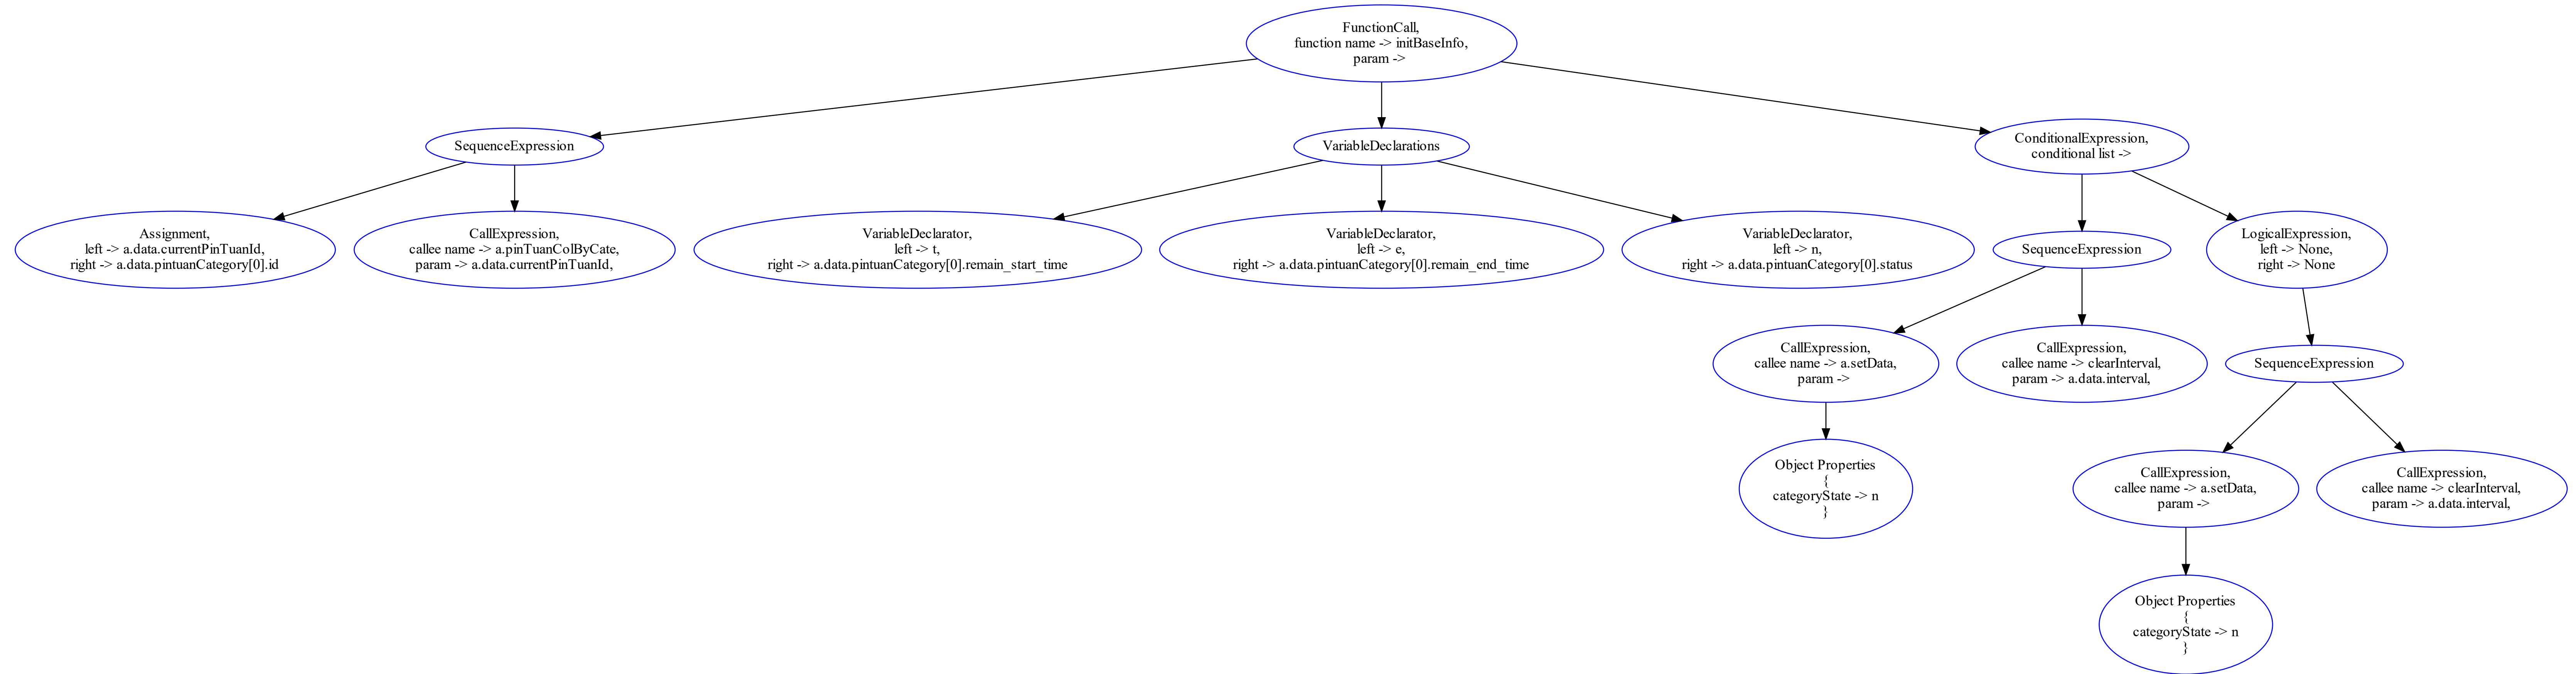 FunctionCall,
function name -> initBaseInfo,
param ->
SequenceExpression
VariableDeclarations
ConditionalExpression,
conditional list ->
Assignment,
left -> a.data.currentPinTuanId,
right -> a.data.pintuanCategory[0].id
CallExpression,
callee name -> a.pinTuanColByCate,
param -> a.data.currentPinTuanId,
VariableDeclarator,
left -> t,
right -> a.data.pintuanCategory[0].remain_start_time
VariableDeclarator,
left -> e,
right -> a.data.pintuanCategory[0].remain_end_time
VariableDeclarator,
left -> n,
right -> a.data.pintuanCategory[0].status
SequenceExpression
LogicalExpression,
left -> None,
right -> None
CallExpression,
callee name -> a.setData,
param ->
CallExpression,
callee name -> clearInterval,
param -> a.data.interval,
SequenceExpression
Object Properties
{
categoryState -> n
}
CallExpression,
callee name -> a.setData,
param ->
CallExpression,
callee name -> clearInterval,
param -> a.data.interval,
Object Properties
{
categoryState -> n
}